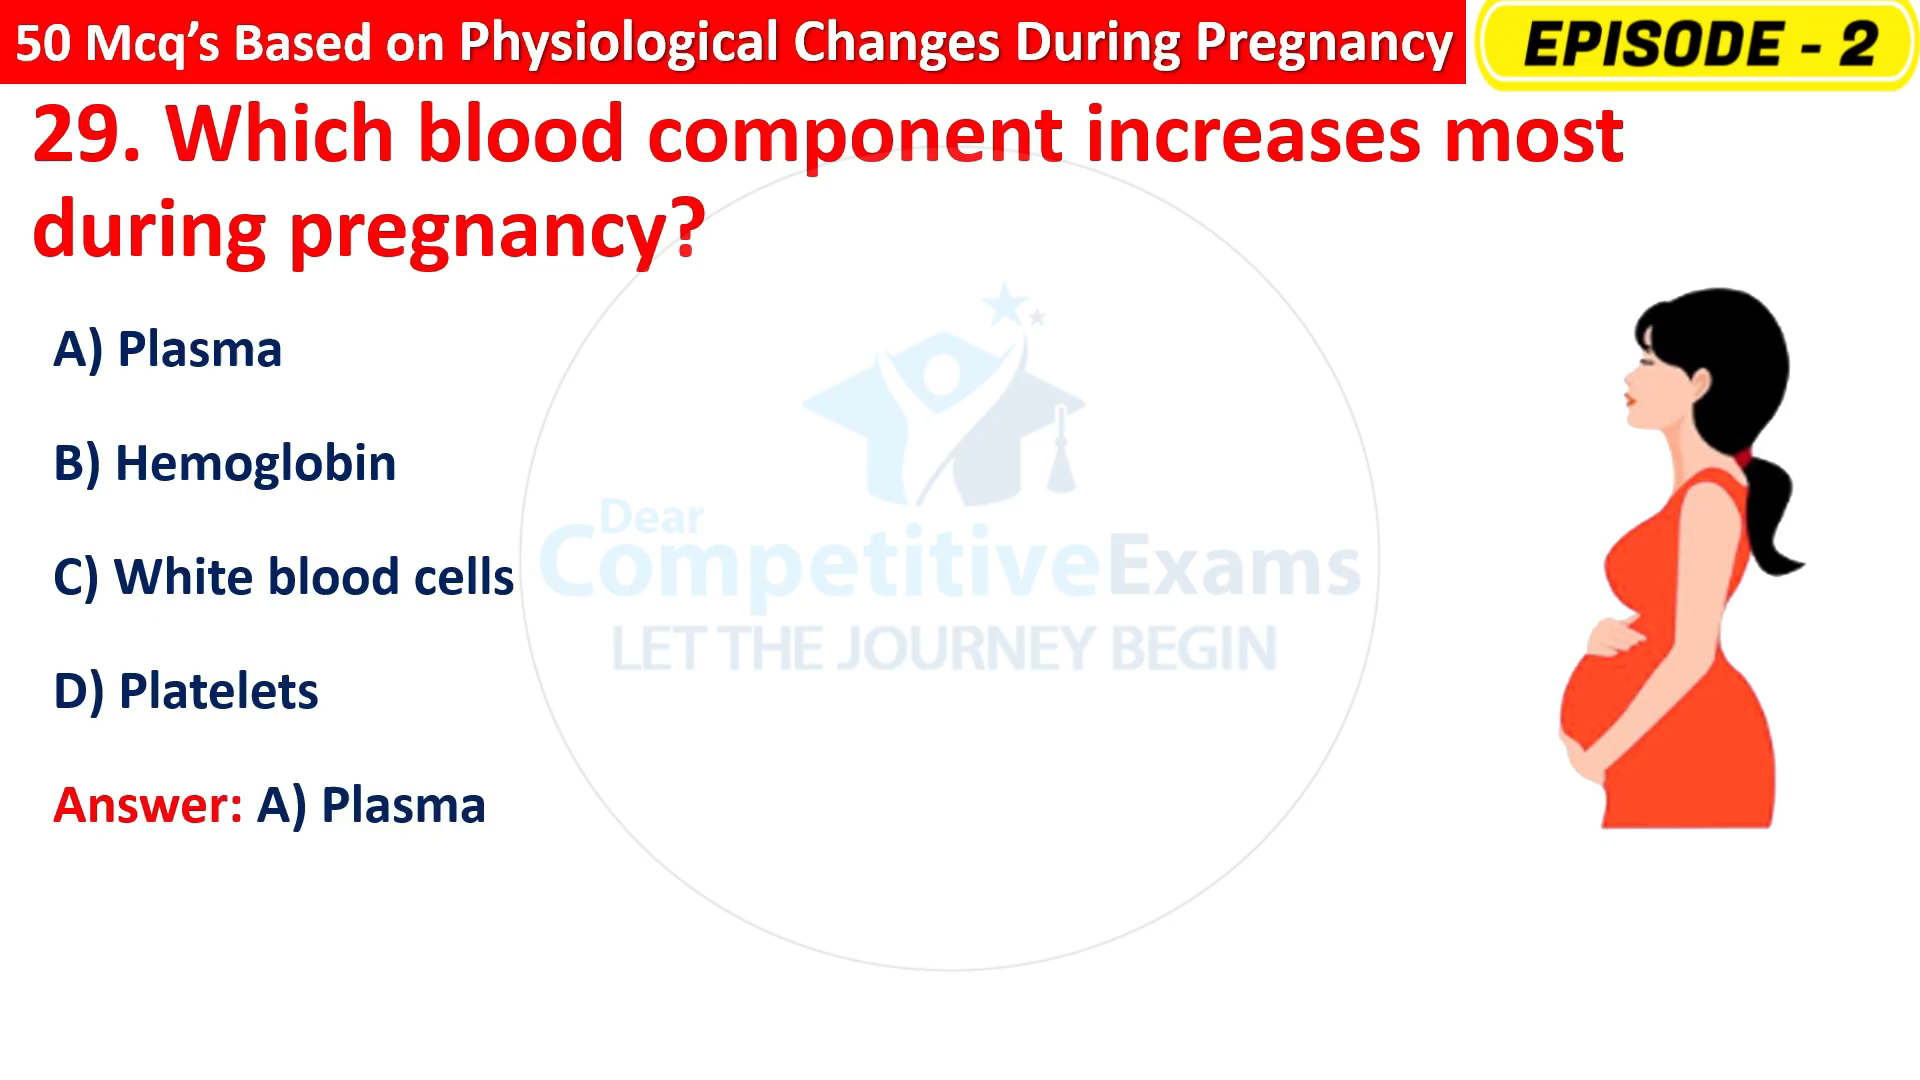 50 Mcq’s Based on Physiological Changes During Pregnancy
EPISODE - 2
29. Which blood component increases most
during pregnancy?
A) Plasma
B) Hemoglobin
C) White blood cells
D) Platelets
Answer: A) Plasma
Dear
CompetitiveExams
LET THE JOURNEY BEGIN